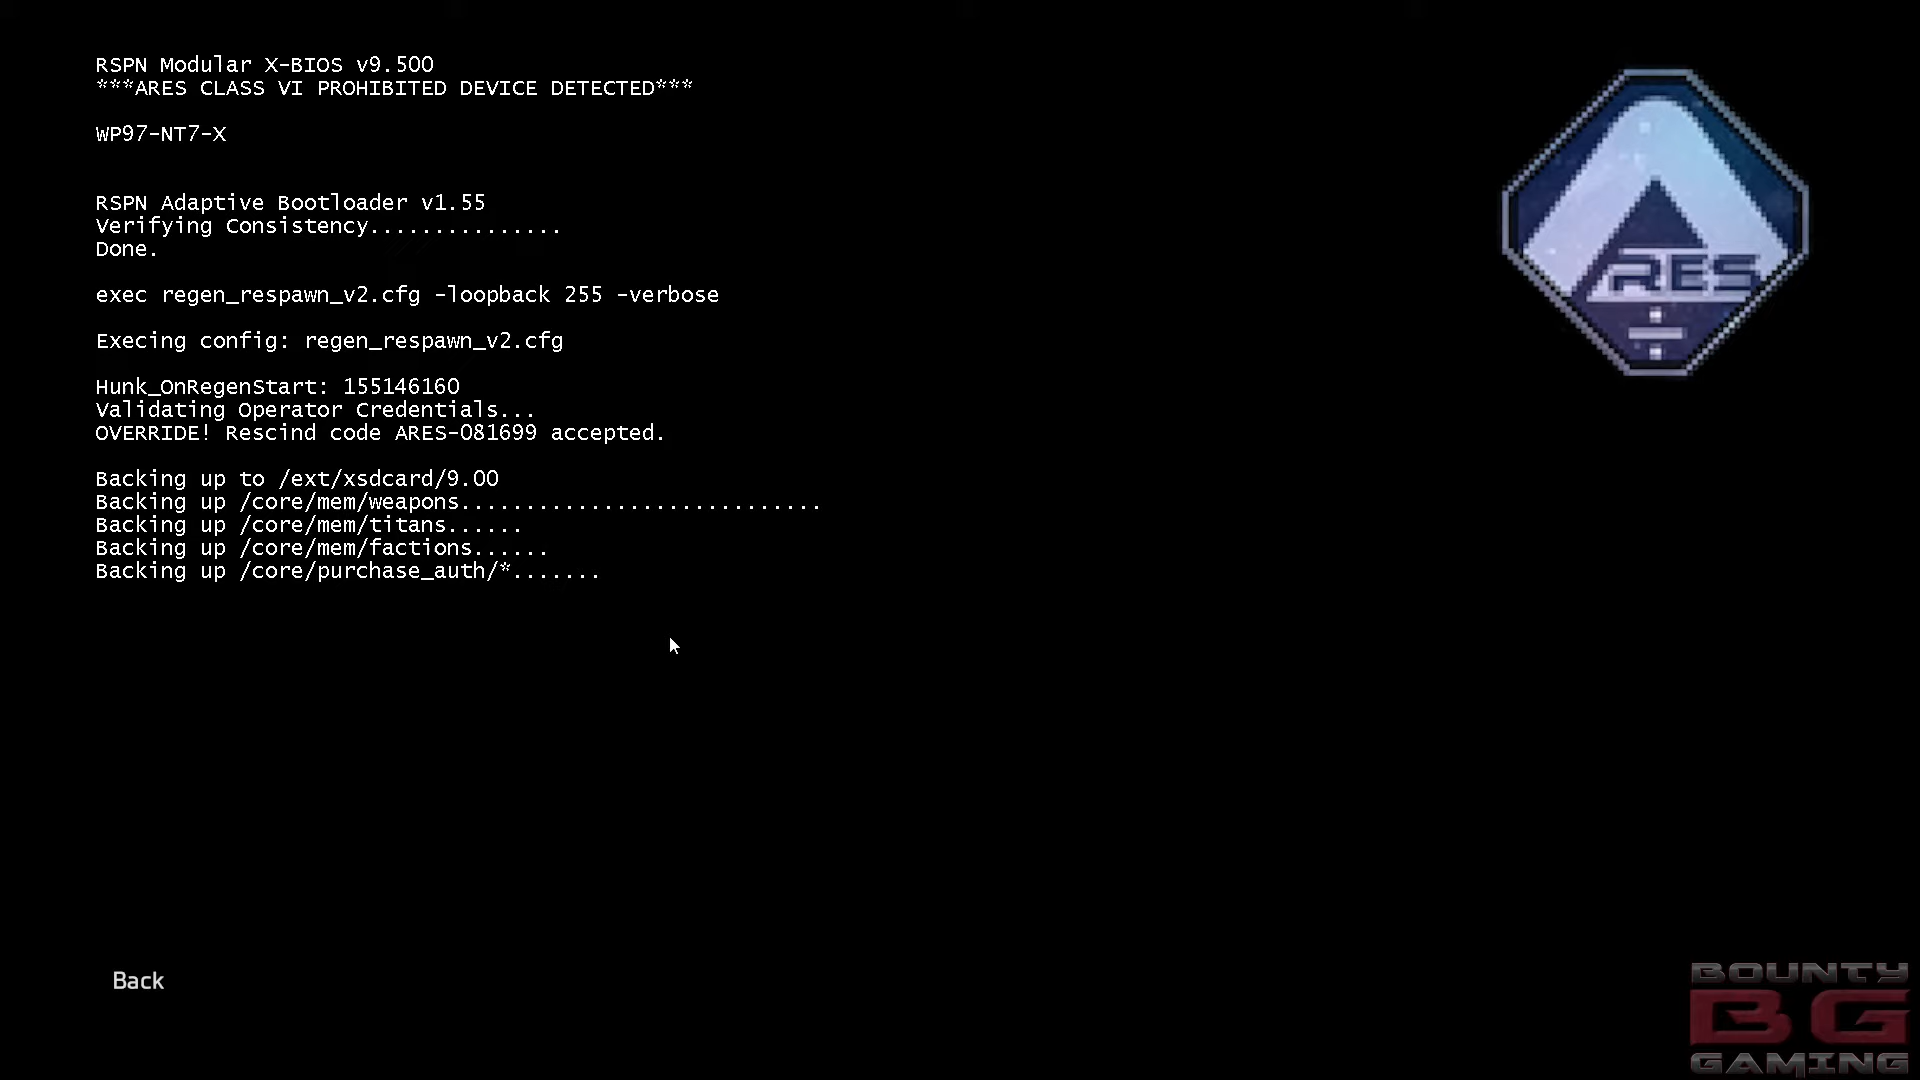 RSPN Modular X-BIOS v9.500
***ARES CLASS VI PROHIBITED DEVICE DETECTED***
WP97-NT7-X
RSPN Adaptive Bootloader v1.55
Verifying Consistency...............
Done.
exec regen_respawn_v2.cfg -loopback 255 -verbose
Execing config: regen_respawn_v2.cfg
Hunk_OnRegenStart: 155146160
Validating Operator Credentials...
OVERRIDE! Rescind code ARES-081699 accepted.
Backing up to /ext/xsdcard/9.00
Backing up /core/mem/weapons............................
Backing up /core/mem/titans......
Backing up /core/mem/factions......
Backing up /core/purchase_auth/*.......
ARES
Back
BOUNTY
BG
GAMING